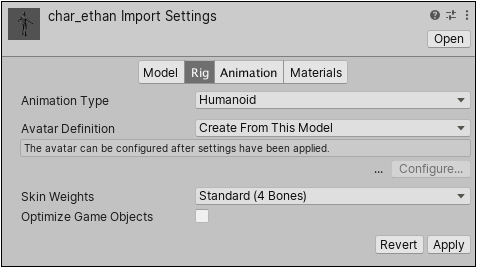 char_ethan Import Settings
Open
Model Rig Animation Materials
Animation Type Humanoid
Avatar Definition Create From This Model
The avatar can be configured after settings have been applied.
... Configure...
Skin Weights Standard (4 Bones)
Optimize Game Objects
Revert Apply